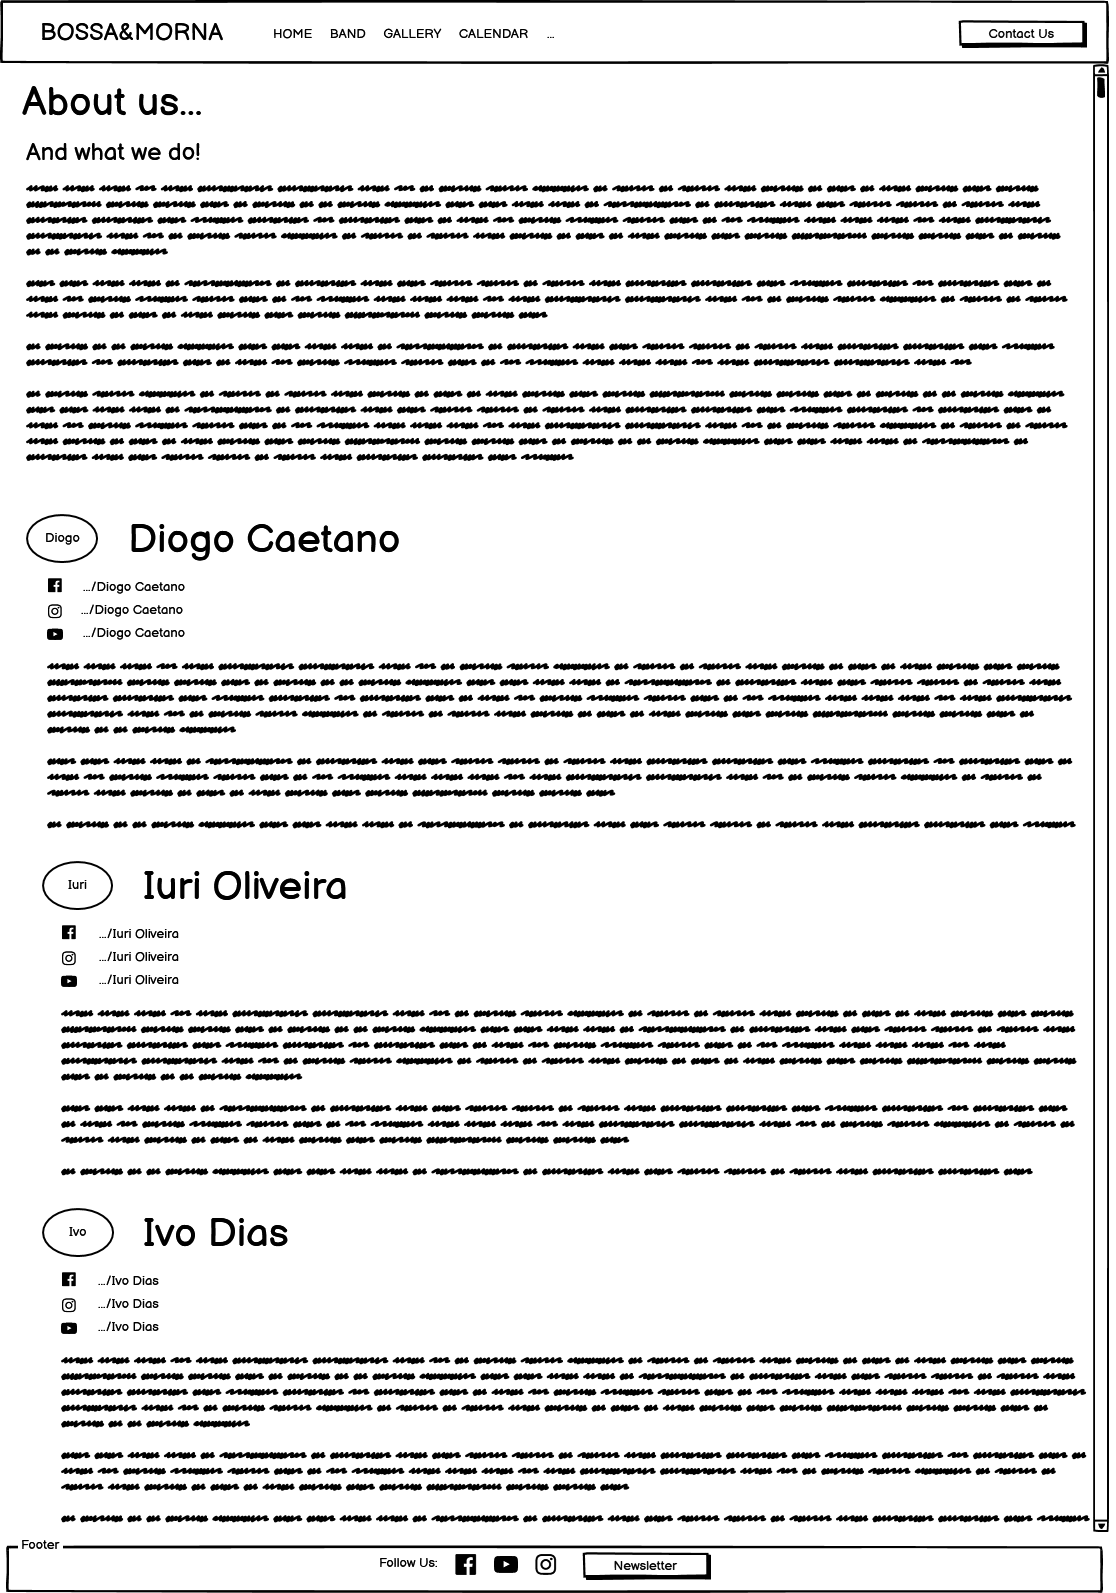 BOSSA&MORNA HOME BAND GALLERY CALENDAR ... Contact Us
About us...
And what we do!
Diogo Diogo Caetano
.../Diogo Caetano
.../Diogo Caetano
.../Diogo Caetano
Iuri Iuri Oliveira
.../Iuri Oliveira
.../Iuri Oliveira
.../Iuri Oliveira
Ivo Ivo Dias
.../Ivo Dias
.../Ivo Dias
.../Ivo Dias
Footer
Follow Us: Newsletter